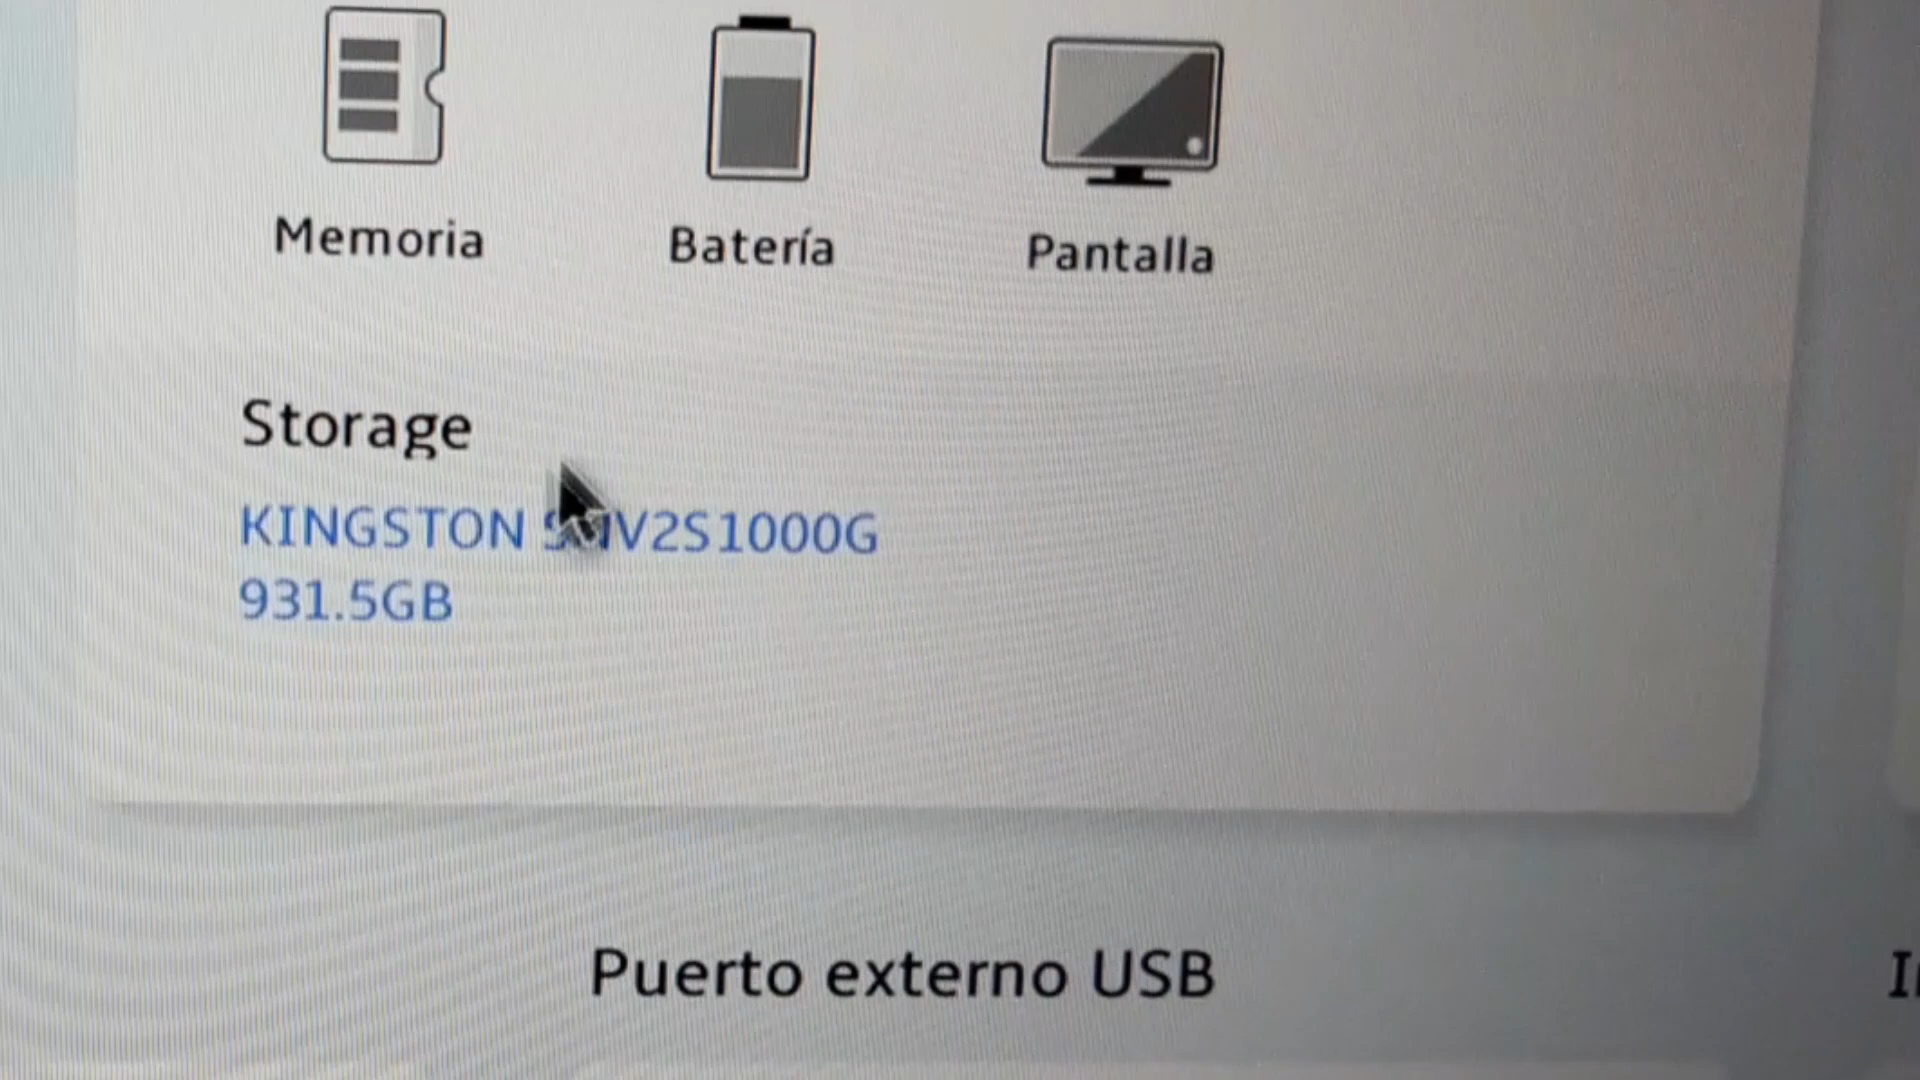 Memoria
Batería
Pantalla
Storage
KINGSTON
931.5GB
Puerto externo USB